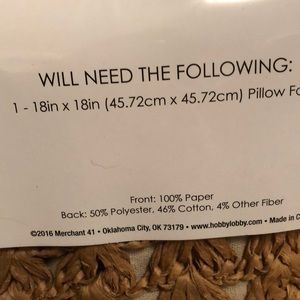 WILL NEED THE FOLLOWING:
1 - 18in x 18in (45.72cm x 45.72cm) Pillow Fo
Front: 100% Paper
Back: 50% Polyester, 46% Cotton, 4% Other Fiber
©2016 Merchant 41 • Oklahoma City, OK 73179 • www.hobbylobby.com • Made in C